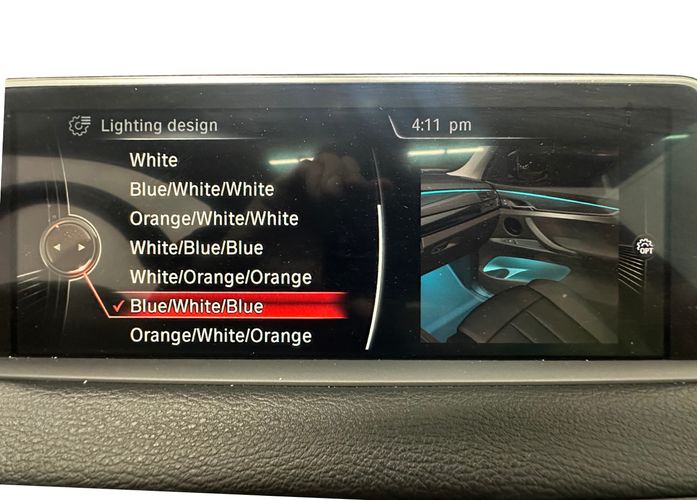 Lighting design
4:11 pm
White
Blue/White/White
Orange/White/White
White/Blue/Blue
White/Orange/Orange
Blue/White/Blue
Orange/White/Orange
OPT